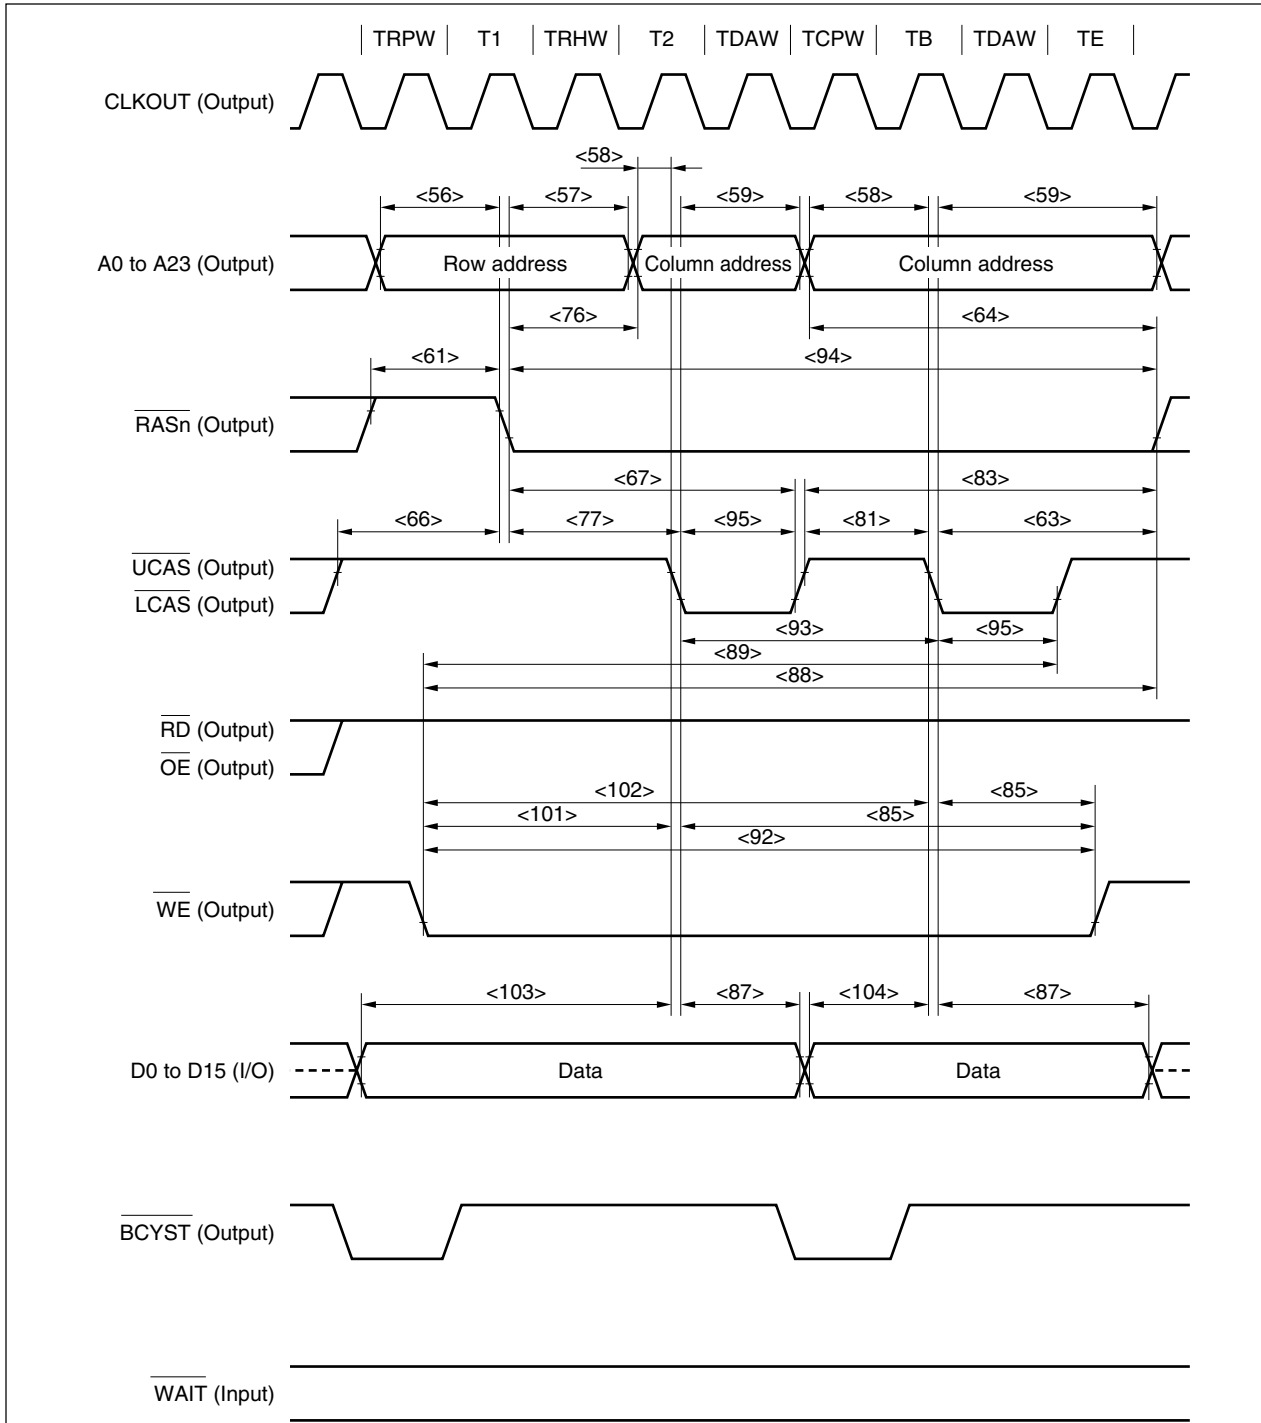 TRPW T1 TRHW T2 TDAW TCPW TB TDAW TE
CLKOUT (Output)
<58>
<56> <57> <59> <58> <59>
A0 to A23 (Output) Row address Column address Column address
<76> <64>
<61> <94>
RASn (Output)
<67> <83>
<66> <77> <95> <81> <63>
UCAS (Output)
LCAS (Output)
<93> <95>
<89>
<88>
RD (Output)
OE (Output)
<102> <85>
<101> <85>
<92>
WE (Output)
<103> <87> <104> <87>
D0 to D15 (I/O) Data Data
BCYST (Output)
WAIT (Input)